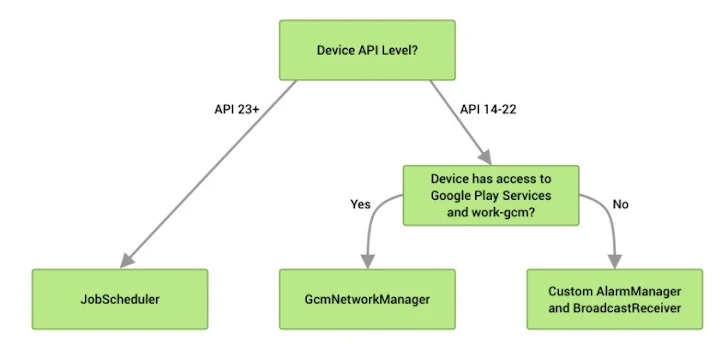 Device API Level?
API 23+
API 14-22
Device has access to
Google Play Services
and work-gcm?
Yes
No
JobScheduler
GcmNetworkManager
Custom AlarmManager
and BroadcastReceiver